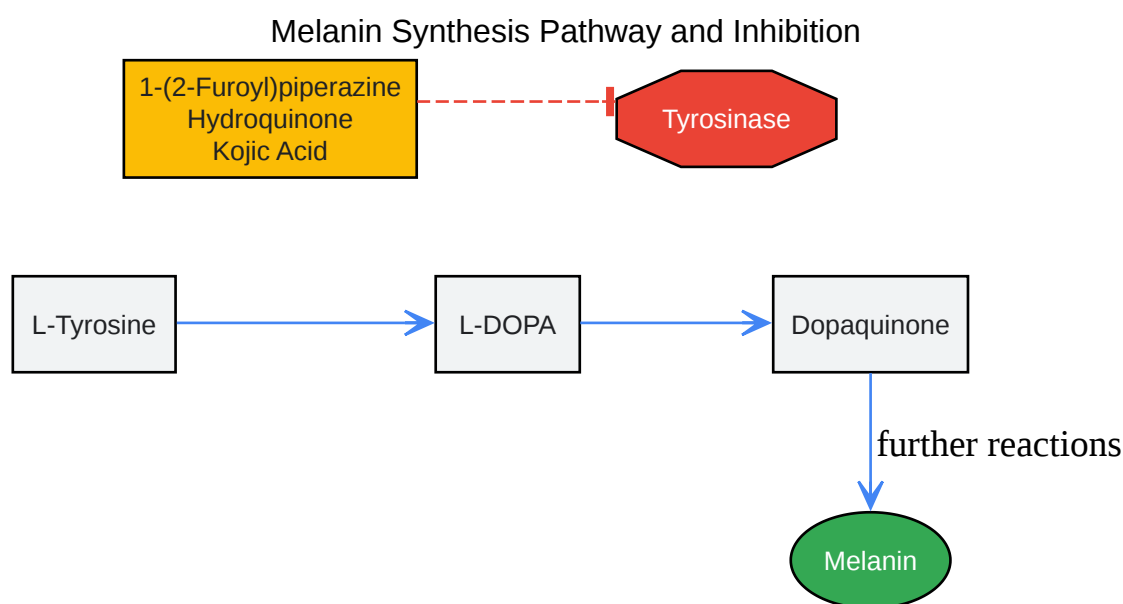 Melanin Synthesis Pathway and Inhibition
1-(2-Furoyl)piperazine
Hydroquinone
Kojic Acid
Tyrosinase
L-Tyrosine
L-DOPA
Dopaquinone
further reactions
Melanin